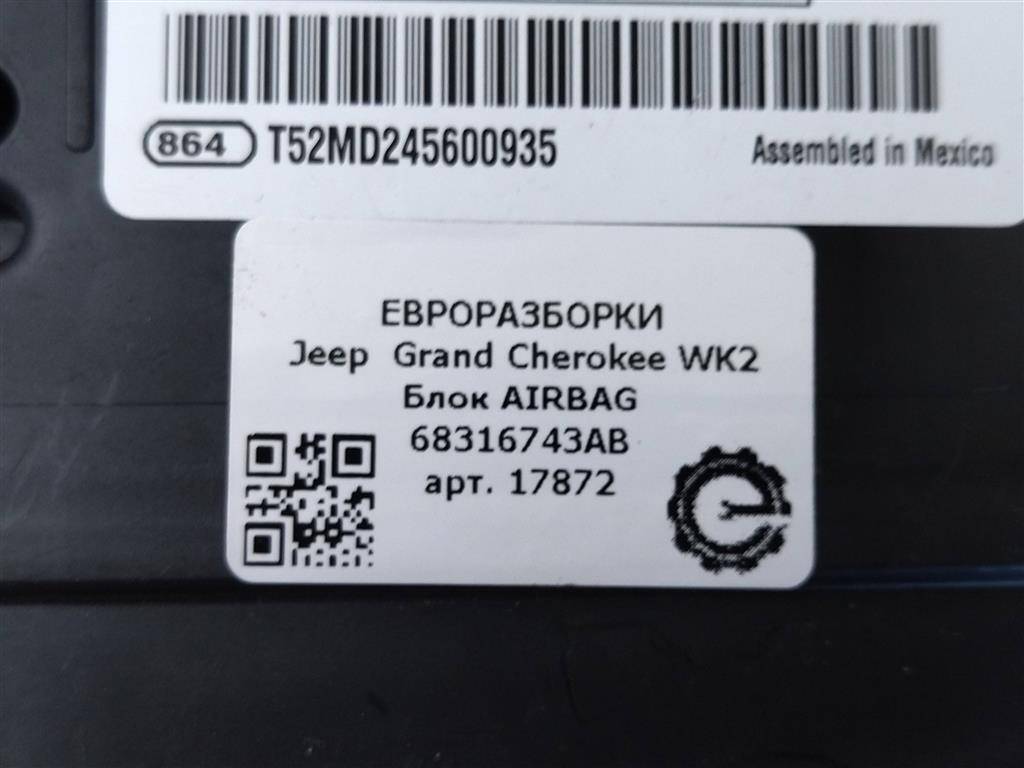 864 T52MD245600935 Assembled in Mexico
ЕВРОРАЗБОРКИ
Jeep Grand Cherokee WK2
Блок AIRBAG
68316743AB
арт. 17872